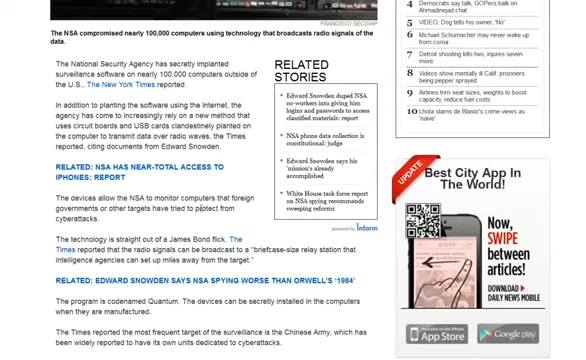 FRANCISCO SECO/AP
The NSA compromised nearly 100,000 computers using technology that broadcasts radio signals of the
data.
The National Security Agency has secretly implanted
surveillance software on nearly 100,000 computers outside of
the U.S., The New York Times reported.
In addition to planting the software using the Internet, the
agency has come to increasingly rely on a new method that
uses circuit boards and USB cards clandestinely planted
on the computer to transmit data over radio waves, the Times
reported, citing documents from Edward Snowden.
RELATED: NSA HAS NEAR-TOTAL ACCESS TO
IPHONES: REPORT
The devices allow the NSA to monitor computers that foreign
governments or other targets have tried to protect from
cyberattacks.
The technology is straight out of a James Bond flick. The
Times reported that the radio signals can be broadcast to a "briefcase-size relay station that
intelligence agencies can set up miles away from the target."
RELATED: EDWARD SNOWDEN SAYS NSA SPYING WORSE THAN ORWELL'S '1984'
The program is codenamed Quantum. The devices can be secretly installed in the computers
when they are manufactured.
The Times reported the most frequent target of the surveillance is the Chinese Army, which has
been widely reported to have its own units dedicated to cyberattacks.
RELATED
STORIES
Edward Snowden duped NSA
co-workers into giving him
logins and passwords to access
classified materials: report
NSA phone data collection is
constitutional: judge
Edward Snowden says his
'mission's already
accomplished'
White House task force report
on NSA spying recommends
sweeping reforms
powered by inform
4 Democrats say talk, GOPers balk on
Ahmadinejad chat
5 VIDEO: Dog tells his owner, 'No'
6 Michael Schumacher may never wake up
from coma
7 Detroit shooting kills two, injures seven
more
8 Videos show mentally ill Calif. prisoners
being pepper sprayed
9 Airlines trim seat sizes, weights to boost
capacity, reduce fuel costs
10 Lhota slams de Blasio's crime views as
'naive'
UPDATE
Best City App In
The World!
Now,
SWIPE
between
articles!
DOWNLOAD
DAILY NEWS MOBILE
App Store
Google play